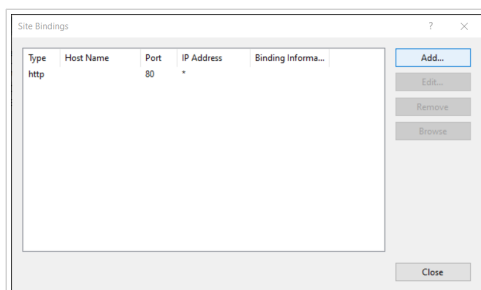 Site Bindings
Type Host Name Port IP Address Binding Informa...
http 80 *
Add...
Edit...
Remove
Browse
Close